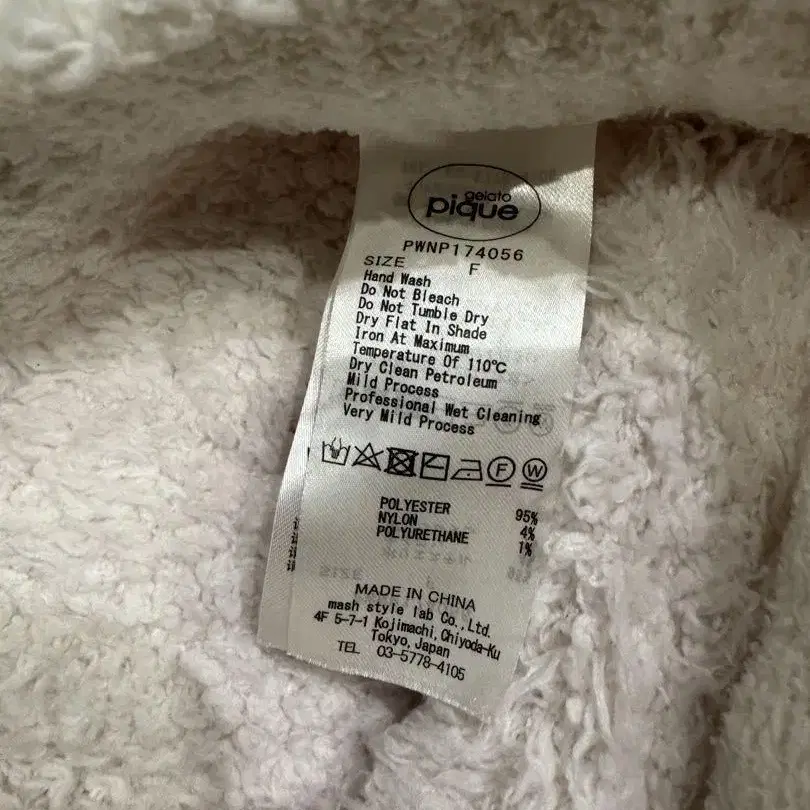 gelato
pique
PWNP174056
SIZE F
Hand Wash
Do Not Bleach
Do Not Tumble Dry
Dry Flat In Shade
Iron At Maximum
Temperature Of 110℃
Dry Clean Petroleum
Mild Process
Professional Wet Cleaning
Very Mild Process
F W
POLYESTER 95%
NYLON 4%
POLYURETHANE 1%
MADE IN CHINA
mash style lab Co.,Ltd.
4F 5-7-1 Kojimachi,Chiyoda-Ku
Tokyo,Japan
TEL 03-5778-4105